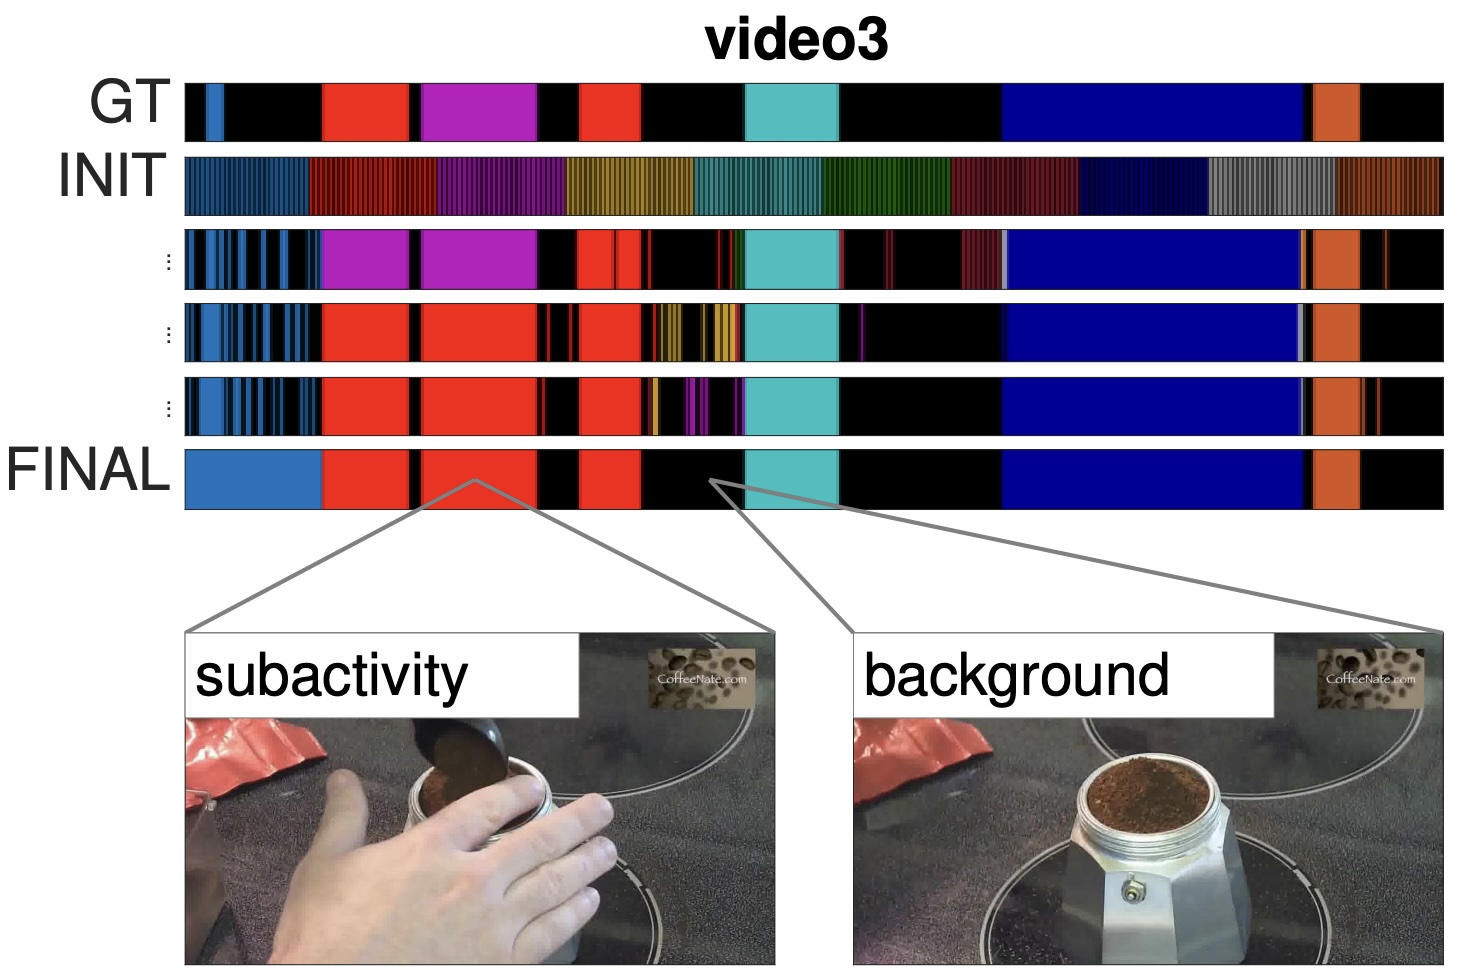 video3
GT
INIT
⋮
⋮
⋮
FINAL
subactivity
CoffeeNate.com
background
CoffeeNate.com